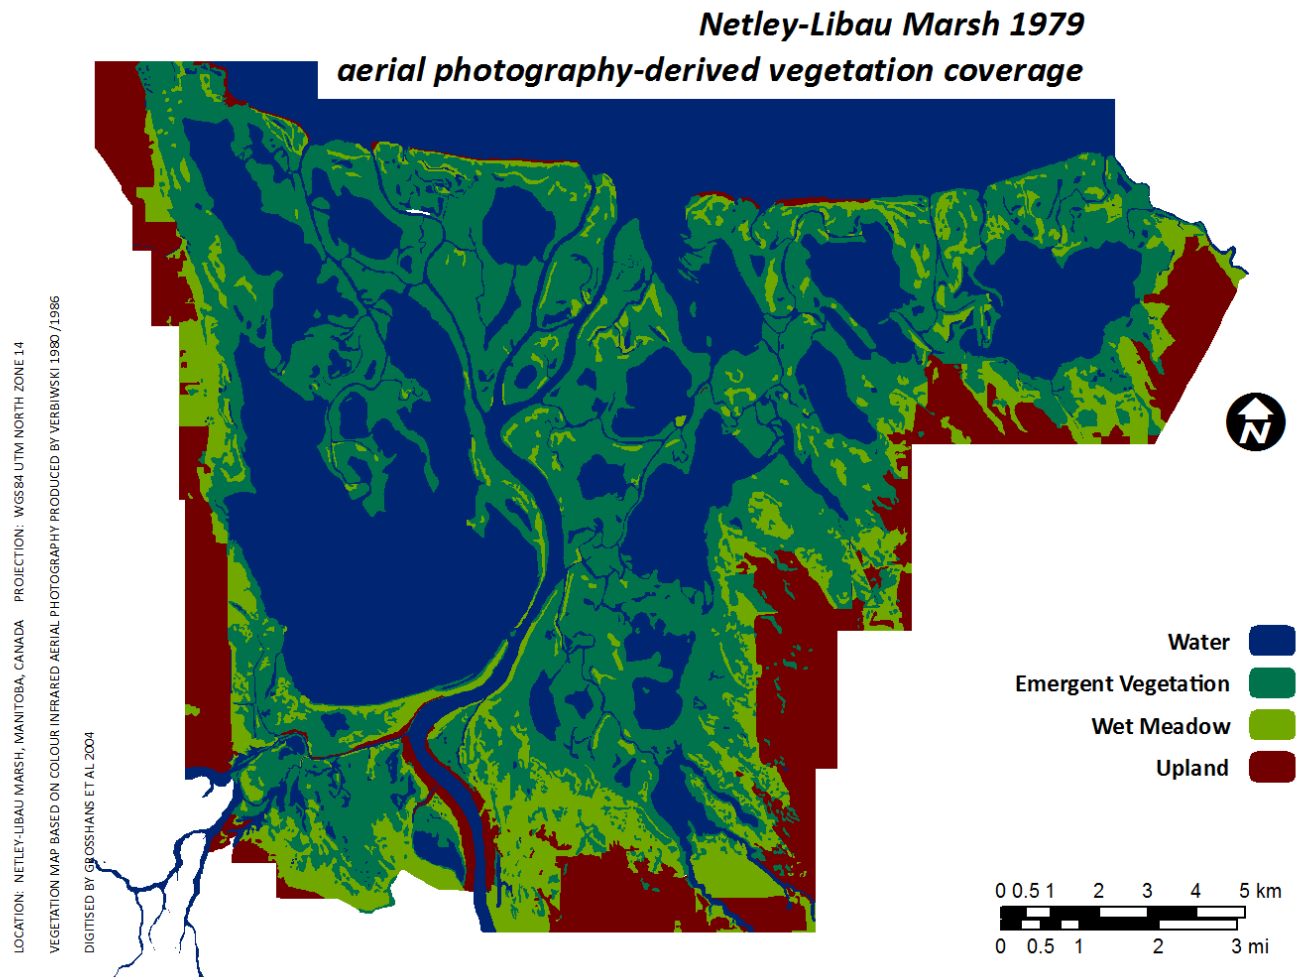 Netley-Libau Marsh 1979
aerial photography-derived vegetation coverage
LOCATION: NETLEY-LIBAU MARSH, MANITOBA, CANADA PROJECTION: WGS84 UTM NORTH ZONE 14
VEGETATION MAP BASED ON COLOUR INFRARED AERIAL PHOTOGRAPHY PRODUCED BY VERBIWSKI 1980/1986
DIGITISED BY GROSSHANS ET AL 2004
N
Water
Emergent Vegetation
Wet Meadow
Upland
0 0.5 1 2 3 4 5 km
0 0.5 1 2 3 mi